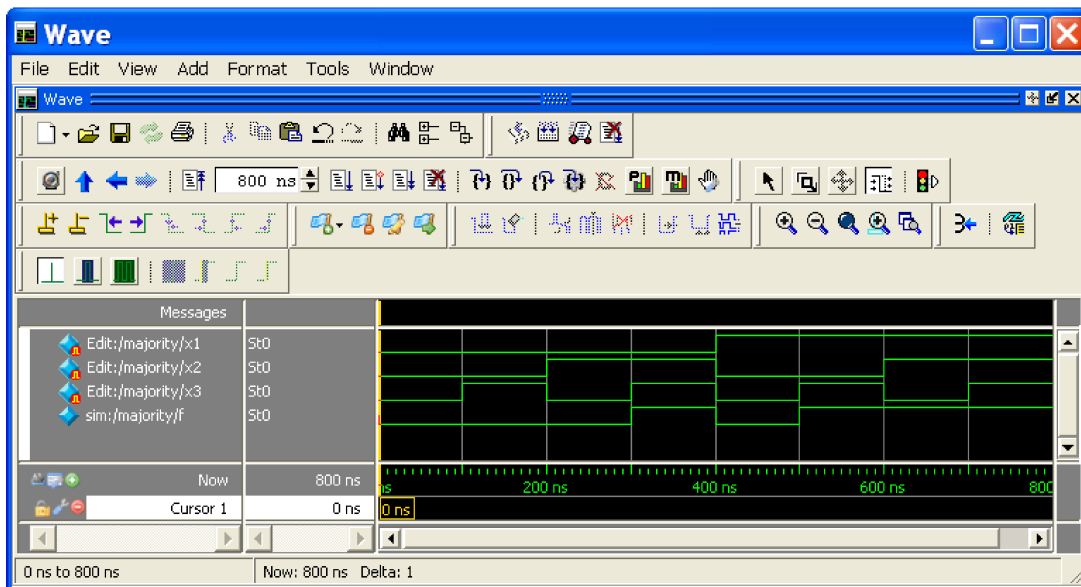 Wave
File Edit View Add Format Tools Window
Wave
800 ns
Messages
Edit:/majority/x1 St0
Edit:/majority/x2 St0
Edit:/majority/x3 St0
sim:/majority/f St0
Now 800 ns
ns 200 ns 400 ns 600 ns 800
Cursor 1 0 ns 0 ns
0 ns to 800 ns Now: 800 ns Delta: 1